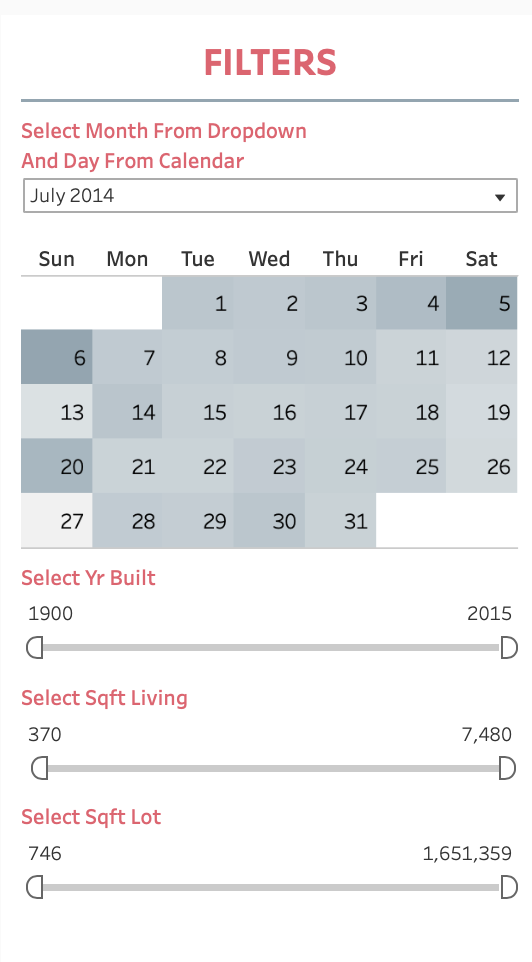 FILTERS
Select Month From Dropdown
And Day From Calendar
July 2014
Sun Mon Tue Wed Thu Fri Sat
1 2 3 4 5
6 7 8 9 10 11 12
13 14 15 16 17 18 19
20 21 22 23 24 25 26
27 28 29 30 31
Select Yr Built
1900 2015
Select Sqft Living
370 7,480
Select Sqft Lot
746 1,651,359